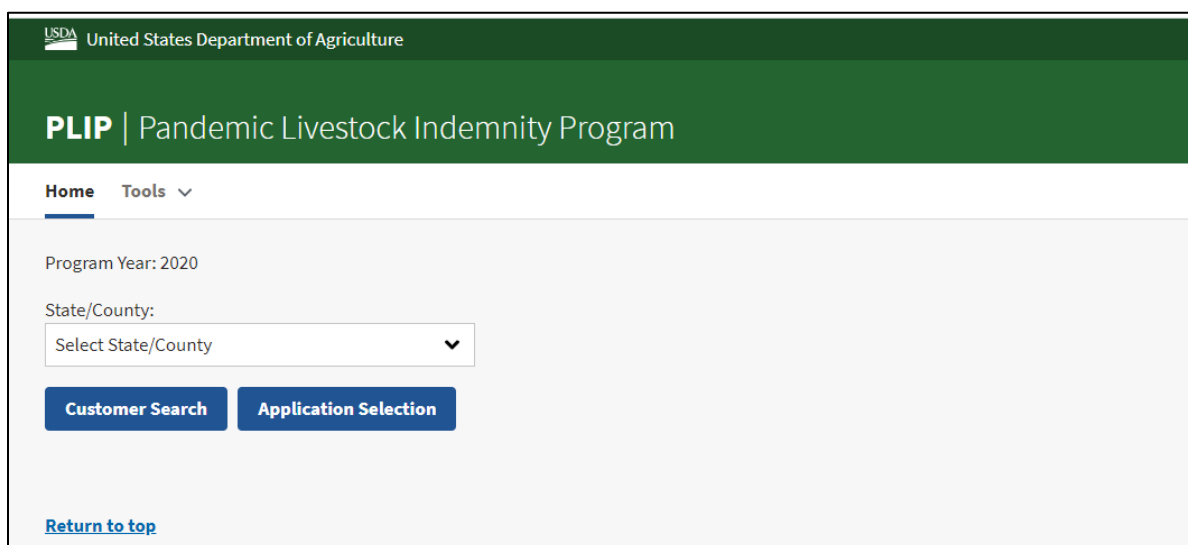 USDA United States Department of Agriculture
PLIP | Pandemic Livestock Indemnity Program
Home Tools
Program Year: 2020
State/County:
Select State/County
Customer Search Application Selection
Return to top